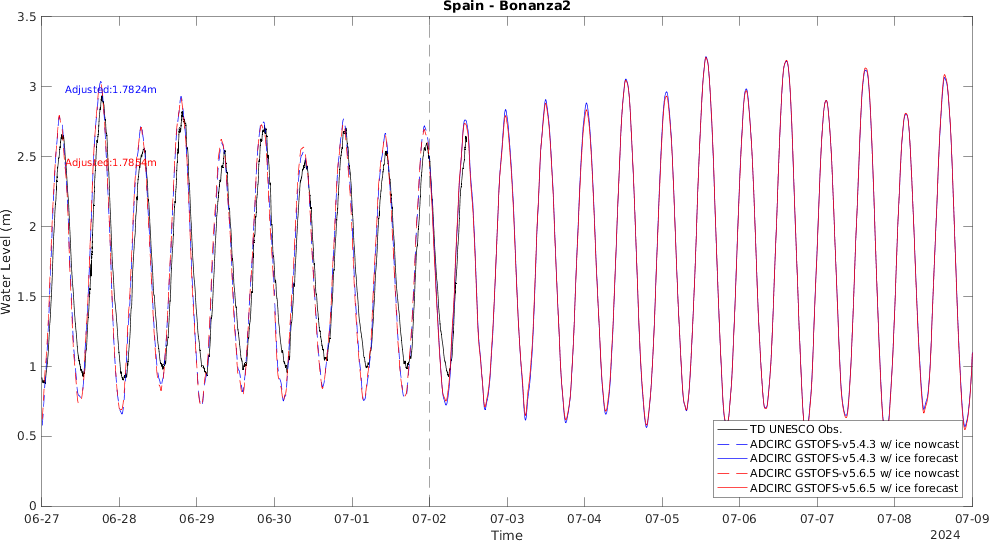 Spain - Bonanza2
3.5
3
2.5
2
1.5
1
0.5
0
Water Level (m)
Adjusted:1.7824m
Adjusted:1.7854m
TD UNESCO Obs.
ADCIRC GSTOFS-v5.4.3 w/ ice nowcast
ADCIRC GSTOFS-v5.4.3 w/ ice forecast
ADCIRC GSTOFS-v5.6.5 w/ ice nowcast
ADCIRC GSTOFS-v5.6.5 w/ ice forecast
06-27 06-28 06-29 06-30 07-01 07-02 07-03 07-04 07-05 07-06 07-07 07-08 07-09
Time
2024